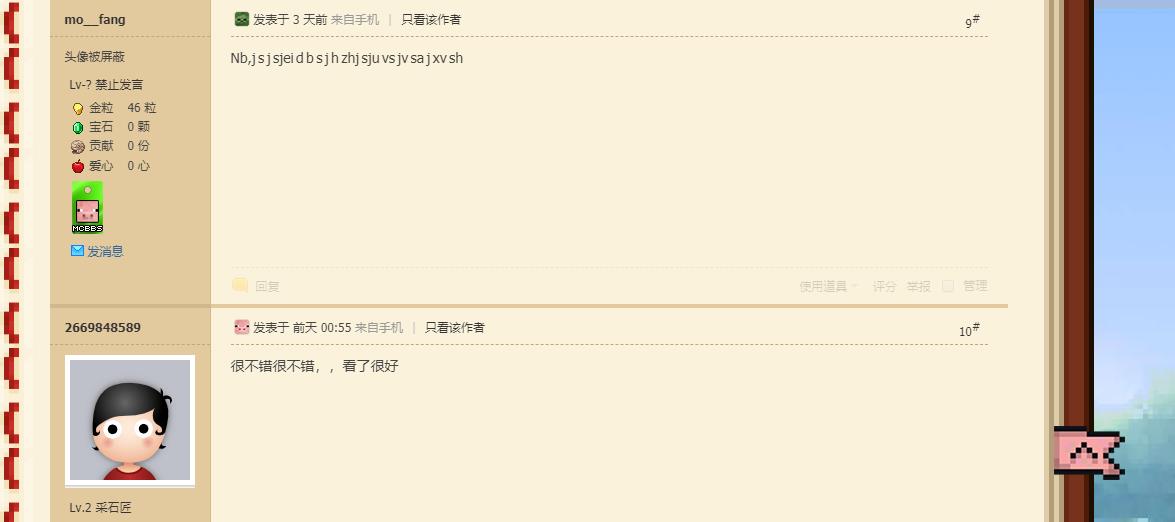 mo__fang
发表于 3 天前 来自手机 | 只看该作者
9#
头像被屏蔽
Nb,jsjsjeidbsjhzhjsjuvsjvsajxvsh
Lv-? 禁止发言
金粒 46 粒
宝石 0 颗
贡献 0 份
爱心 0 心
MCBBS
发消息
回复
使用道具 评分 举报 管理
2669848589
发表于 前天 00:55 来自手机 | 只看该作者
10#
很不错很不错，，看了很好
Lv.2 采石匠